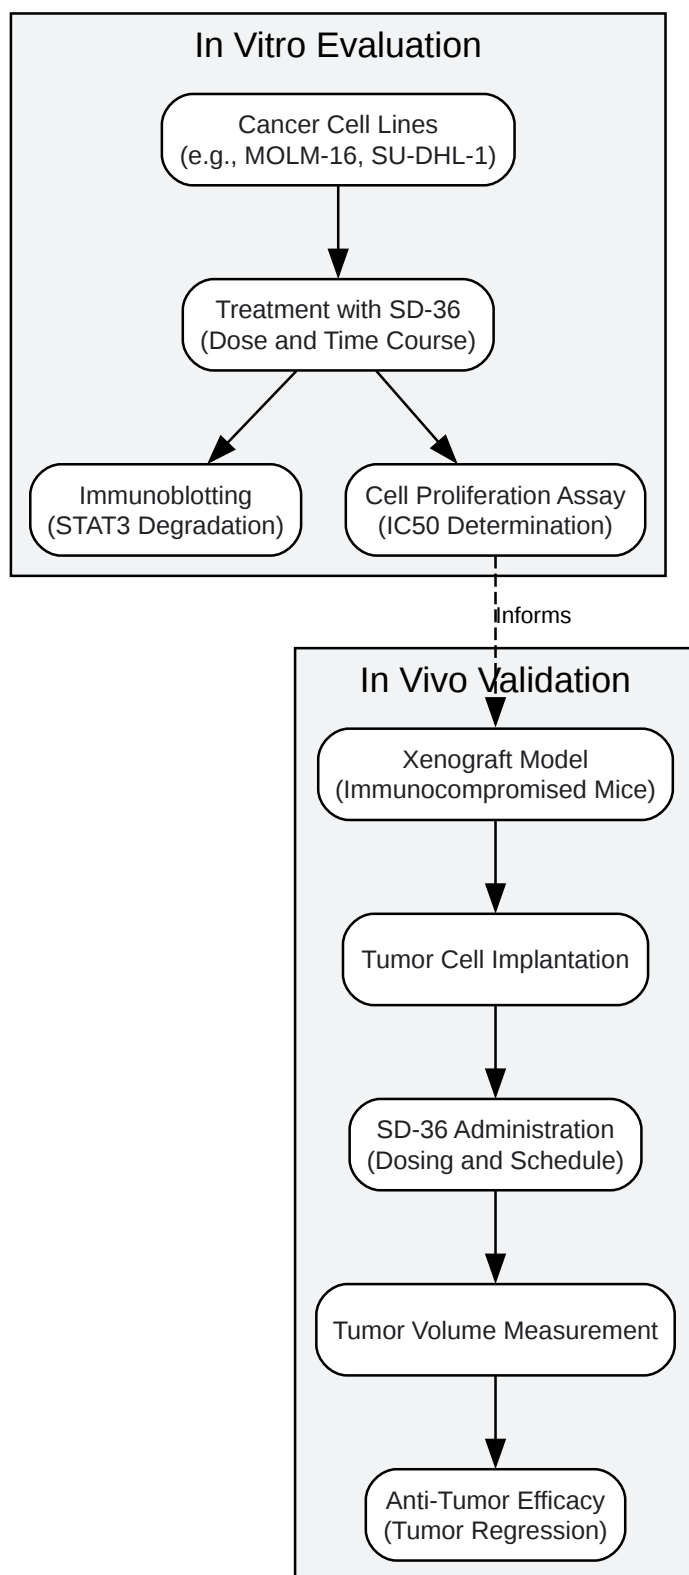 In Vitro Evaluation
Cancer Cell Lines
(e.g., MOLM-16, SU-DHL-1)
Treatment with SD-36
(Dose and Time Course)
Immunoblotting
(STAT3 Degradation)
Cell Proliferation Assay
(IC50 Determination)
Informs
In Vivo Validation
Xenograft Model
(Immunocompromised Mice)
Tumor Cell Implantation
SD-36 Administration
(Dosing and Schedule)
Tumor Volume Measurement
Anti-Tumor Efficacy
(Tumor Regression)